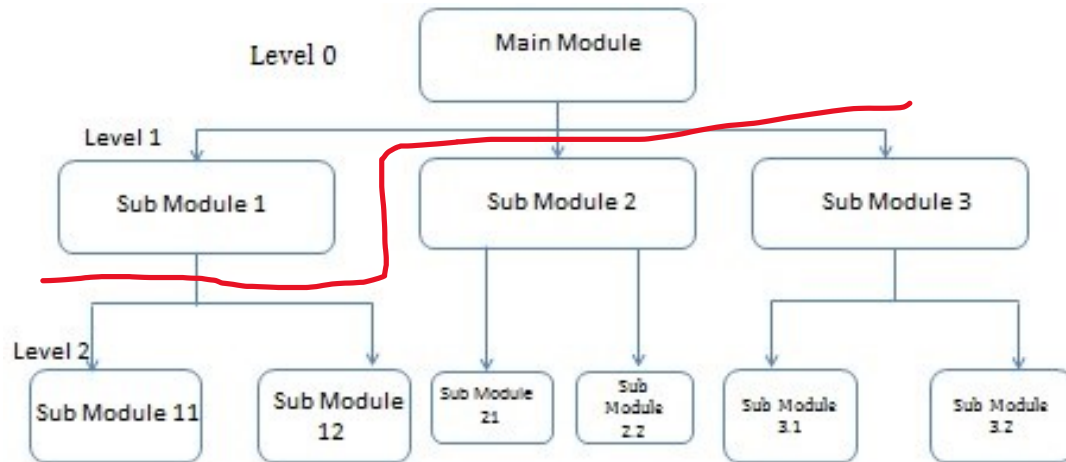 Main Module
Level 0
Level 1
Sub Module 1
Sub Module 2
Sub Module 3
Level 2
Sub Module 11
Sub Module
12
Sub Module
21
Sub
Module
2.2
Sub Module
3.1
Sub Module
3.2